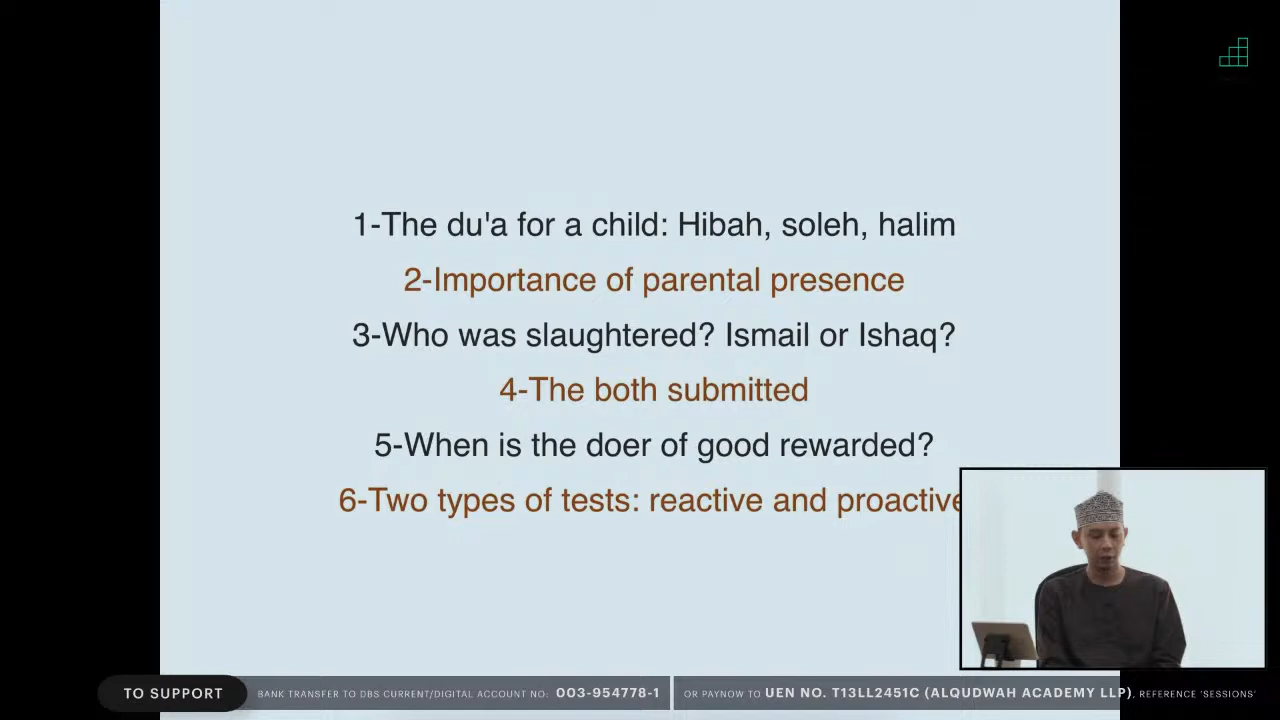 1-The du'a for a child: Hibah, soleh, halim
2-Importance of parental presence
3-Who was slaughtered? Ismail or Ishaq?
4-The both submitted
5-When is the doer of good rewarded?
6-Two types of tests: reactive and proactive
TO SUPPORT
BANK TRANSFER TO DBS CURRENT/DIGITAL ACCOUNT NO: 003-954778-1
OR PAYNOW TO UEN NO. T13LL2451C (ALQUDWAH ACADEMY LLP), REFERENCE 'SESSIONS'